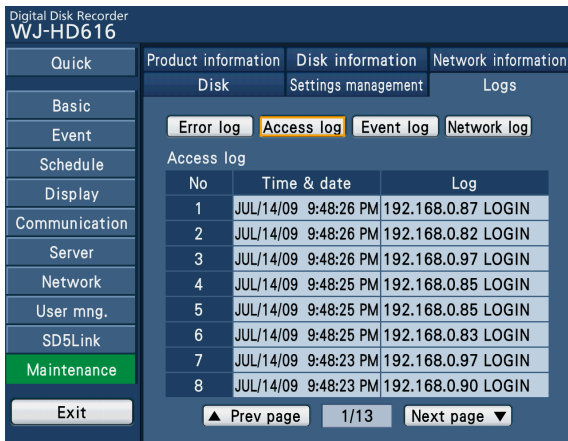 Digital Disk Recorder
WJ-HD616
Quick
Basic
Event
Schedule
Display
Communication
Server
Network
User mng.
SD5Link
Maintenance
Exit
Product information Disk information Network information
Disk Settings management Logs
Error log Access log Event log Network log
Access log
No Time & date Log
1 JUL/14/09 9:48:26 PM 192.168.0.87 LOGIN
2 JUL/14/09 9:48:26 PM 192.168.0.82 LOGIN
3 JUL/14/09 9:48:26 PM 192.168.0.97 LOGIN
4 JUL/14/09 9:48:25 PM 192.168.0.85 LOGIN
5 JUL/14/09 9:48:25 PM 192.168.0.85 LOGIN
6 JUL/14/09 9:48:25 PM 192.168.0.83 LOGIN
7 JUL/14/09 9:48:23 PM 192.168.0.97 LOGIN
8 JUL/14/09 9:48:23 PM 192.168.0.90 LOGIN
▲ Prev page 1/13 Next page ▼